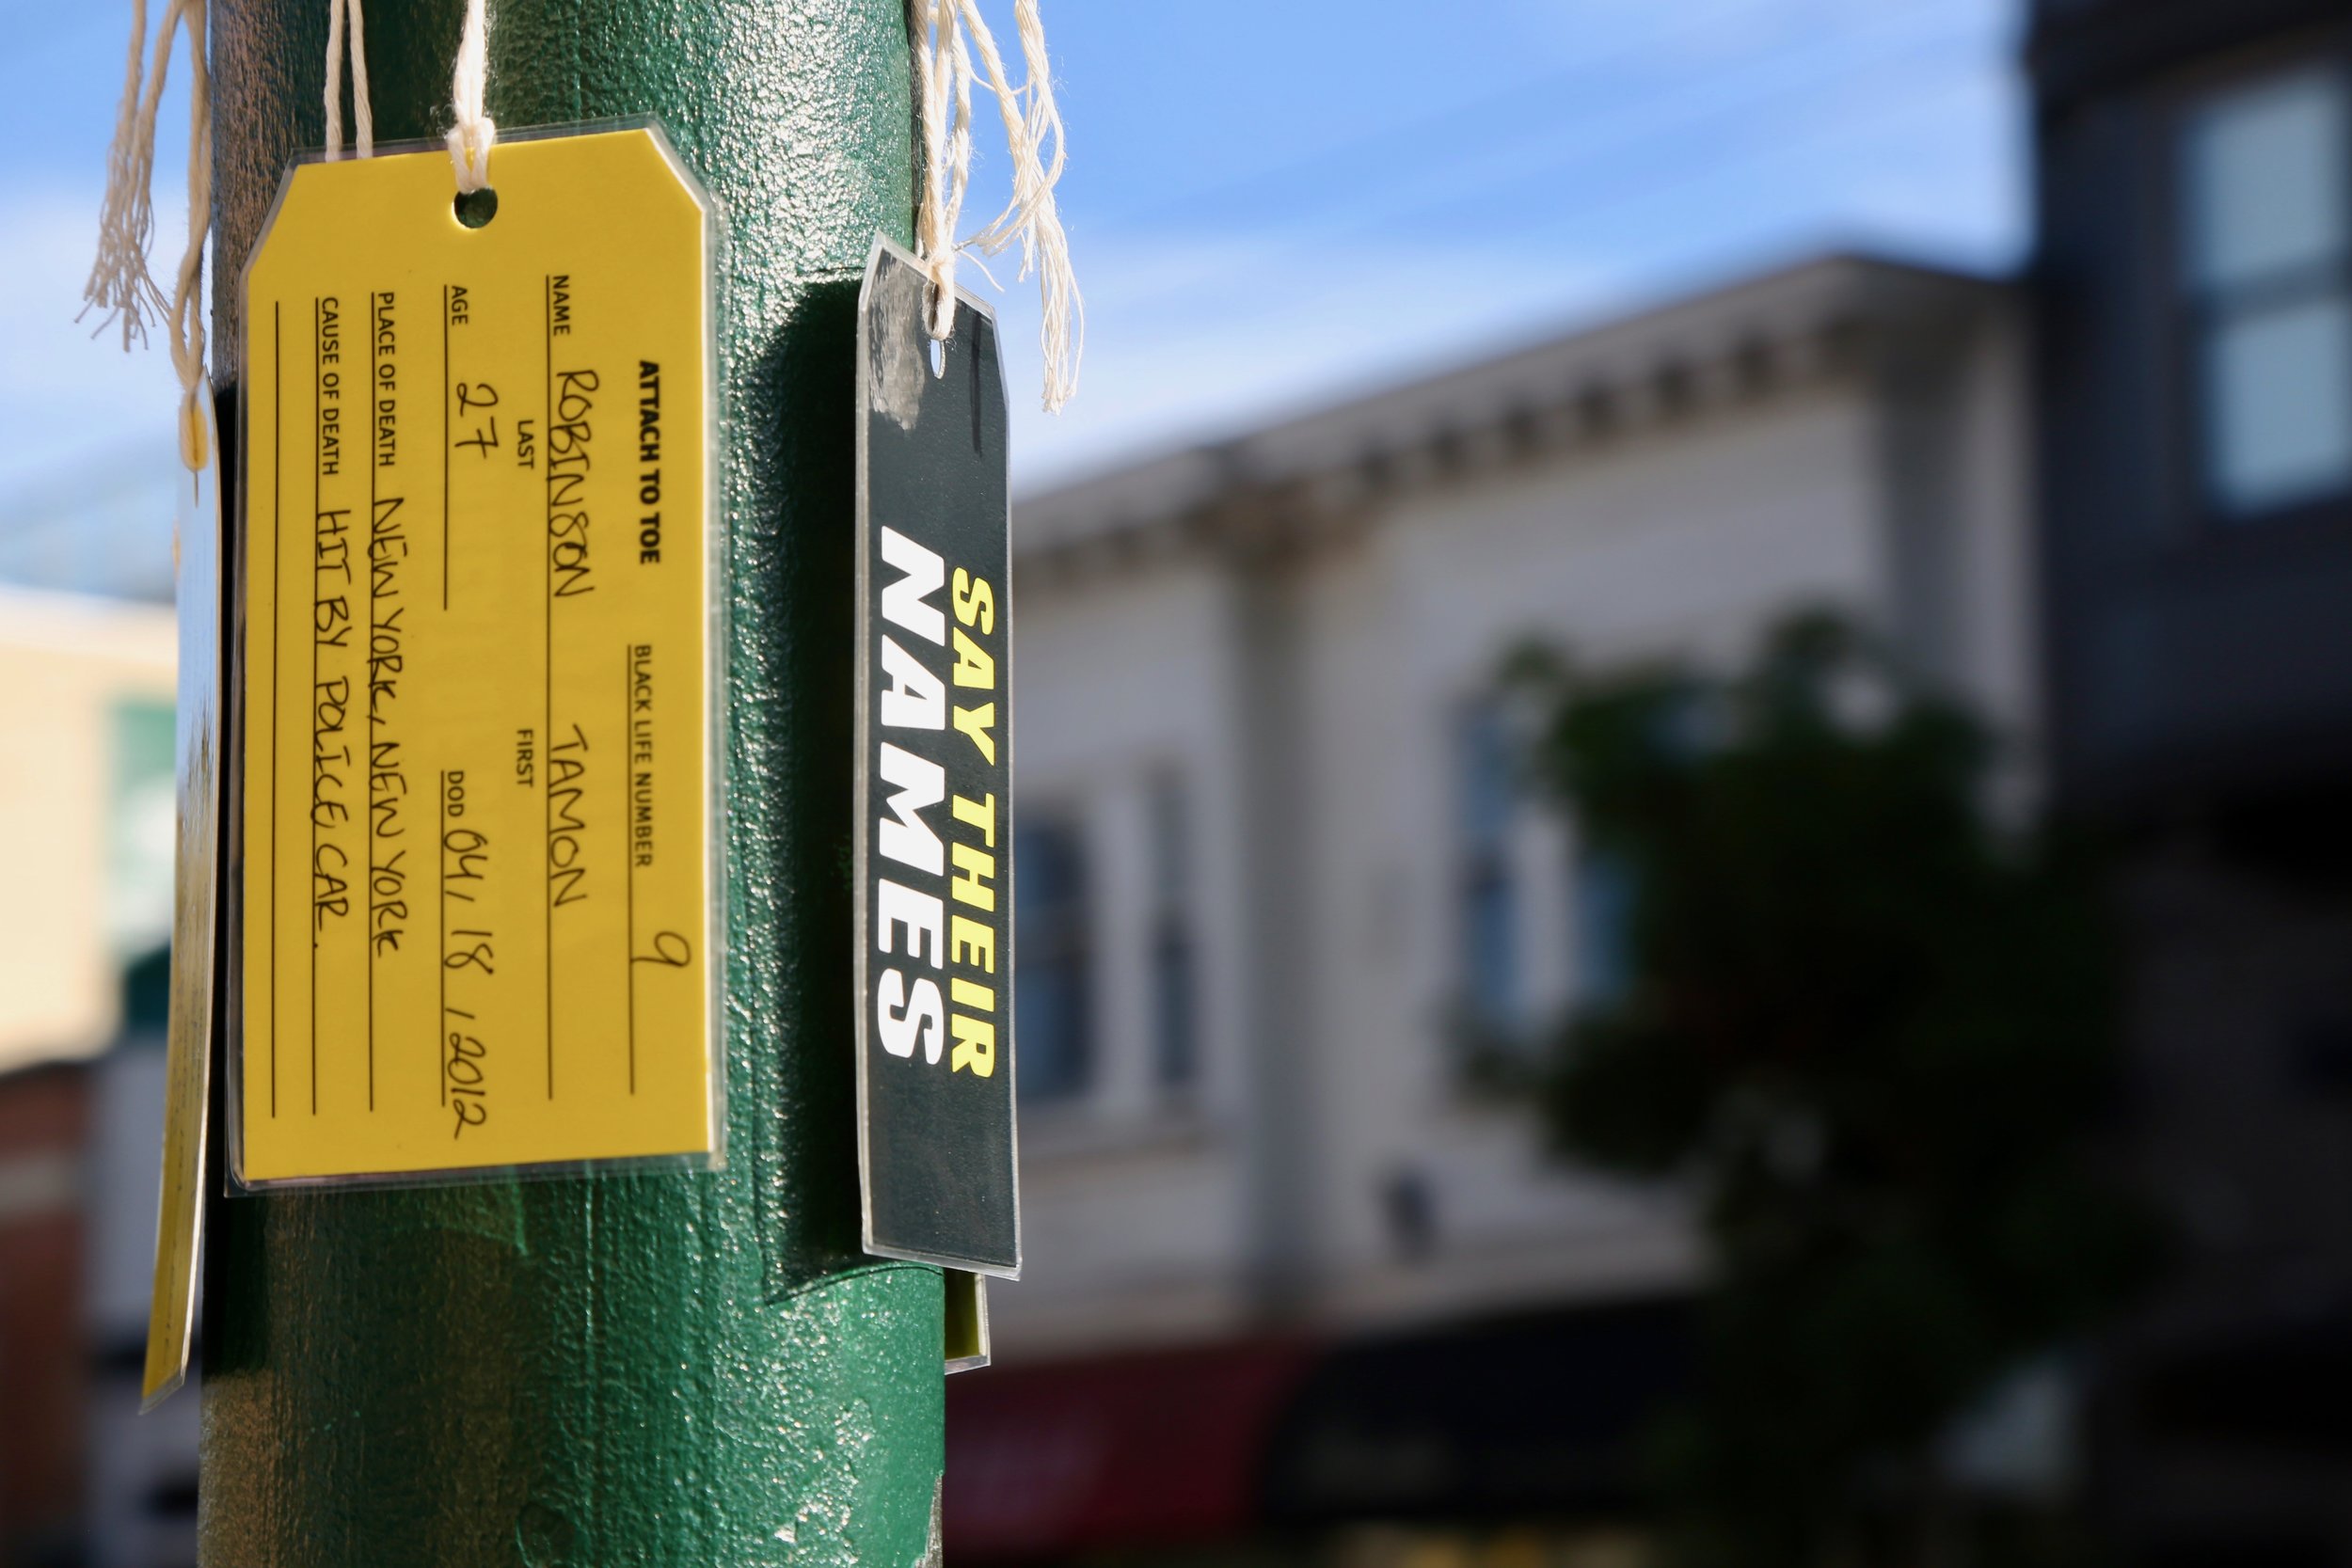 ATTACH TO TOE
BLACK LIFE NUMBER 9
NAME ROBINSON TAMON
LAST FIRST
AGE 27 DOD 04, 18, 2012
PLACE OF DEATH NEW YORK, NEW YORK
CAUSE OF DEATH HIT BY POLICE CAR.
SAY THEIR
NAMES